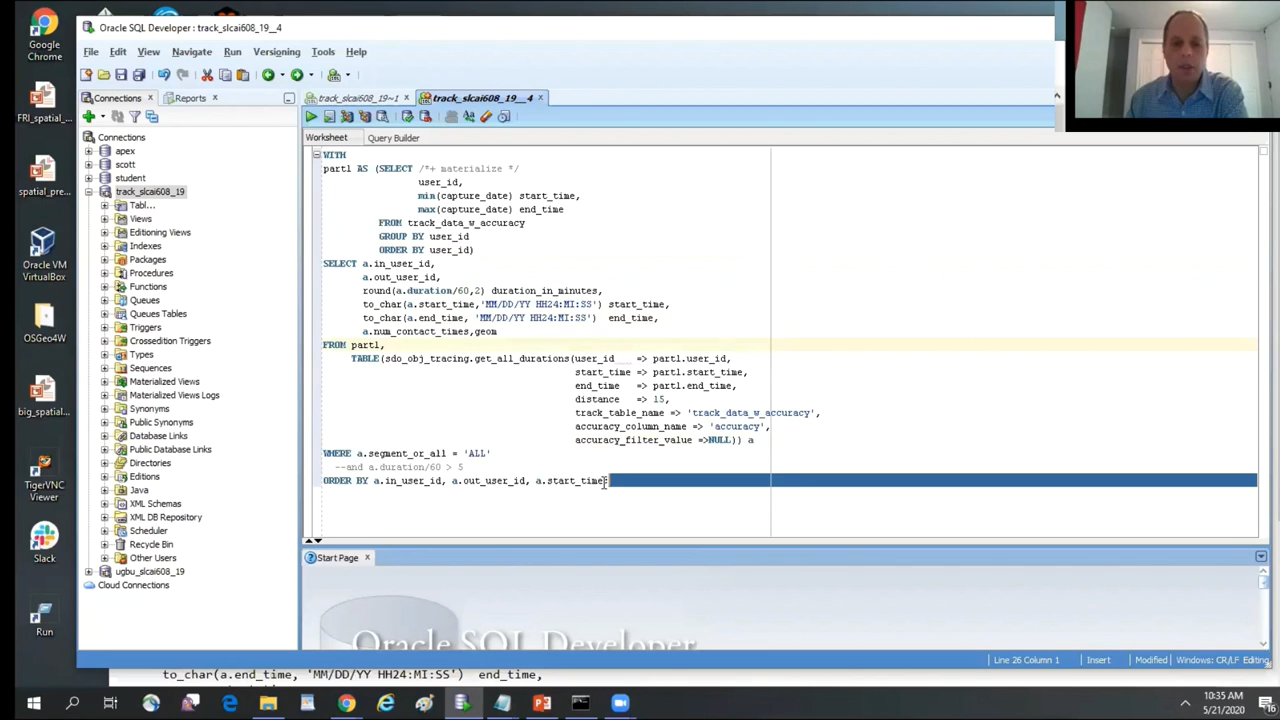 Oracle SQL Developer : track_slcai608_19__4
Google
Chrome
FRI_spatial_...
spatial_pre...
Oracle VM
VirtualBox
OSGeo4W
big_spatial...
TigerVNC
Viewer
Slack
Run
File Edit View Navigate Run Versioning Tools Help
Connections
Reports
Connections
apex
scott
student
track_slcai608_19
Tabl...
Views
Editioning Views
Indexes
Packages
Procedures
Functions
Queues
Queues Tables
Triggers
Crossedition Triggers
Types
Sequences
Materialized Views
Materialized Views Logs
Synonyms
Public Synonyms
Database Links
Public Database Links
Directories
Editions
Java
XML Schemas
XML DB Repository
Scheduler
Recycle Bin
Other Users
ugbu_slcai608_19
Cloud Connections
track_slcai608_19~1
track_slcai608_19__4
Worksheet
Query Builder
WITH
part1 AS (SELECT /*+ materialize */
user_id,
min(capture_date) start_time,
max(capture_date) end_time
FROM track_data_w_accuracy
GROUP BY user_id
ORDER BY user_id)
SELECT a.in_user_id,
a.out_user_id,
round(a.duration/60,2) duration_in_minutes,
to_char(a.start_time,'MM/DD/YY HH24:MI:SS') start_time,
to_char(a.end_time, 'MM/DD/YY HH24:MI:SS') end_time,
a.num_contact_times,geom
FROM part1,
TABLE(sdo_obj_tracing.get_all_durations(user_id => part1.user_id,
start_time => part1.start_time,
end_time => part1.end_time,
distance => 15,
track_table_name => 'track_data_w_accuracy',
accuracy_column_name => 'accuracy',
accuracy_filter_value =>NULL)) a
WHERE a.segment_or_all = 'ALL'
--and a.duration/60 > 5
ORDER BY a.in_user_id, a.out_user_id, a.start_time
Start Page
Oracle SQL Developer
Line 26 Column 1 Insert Modified Windows: CR/LF Editing
to_char(a.end_time, 'MM/DD/YY HH24:MI:SS') end_time,
10:35 AM
5/21/2020